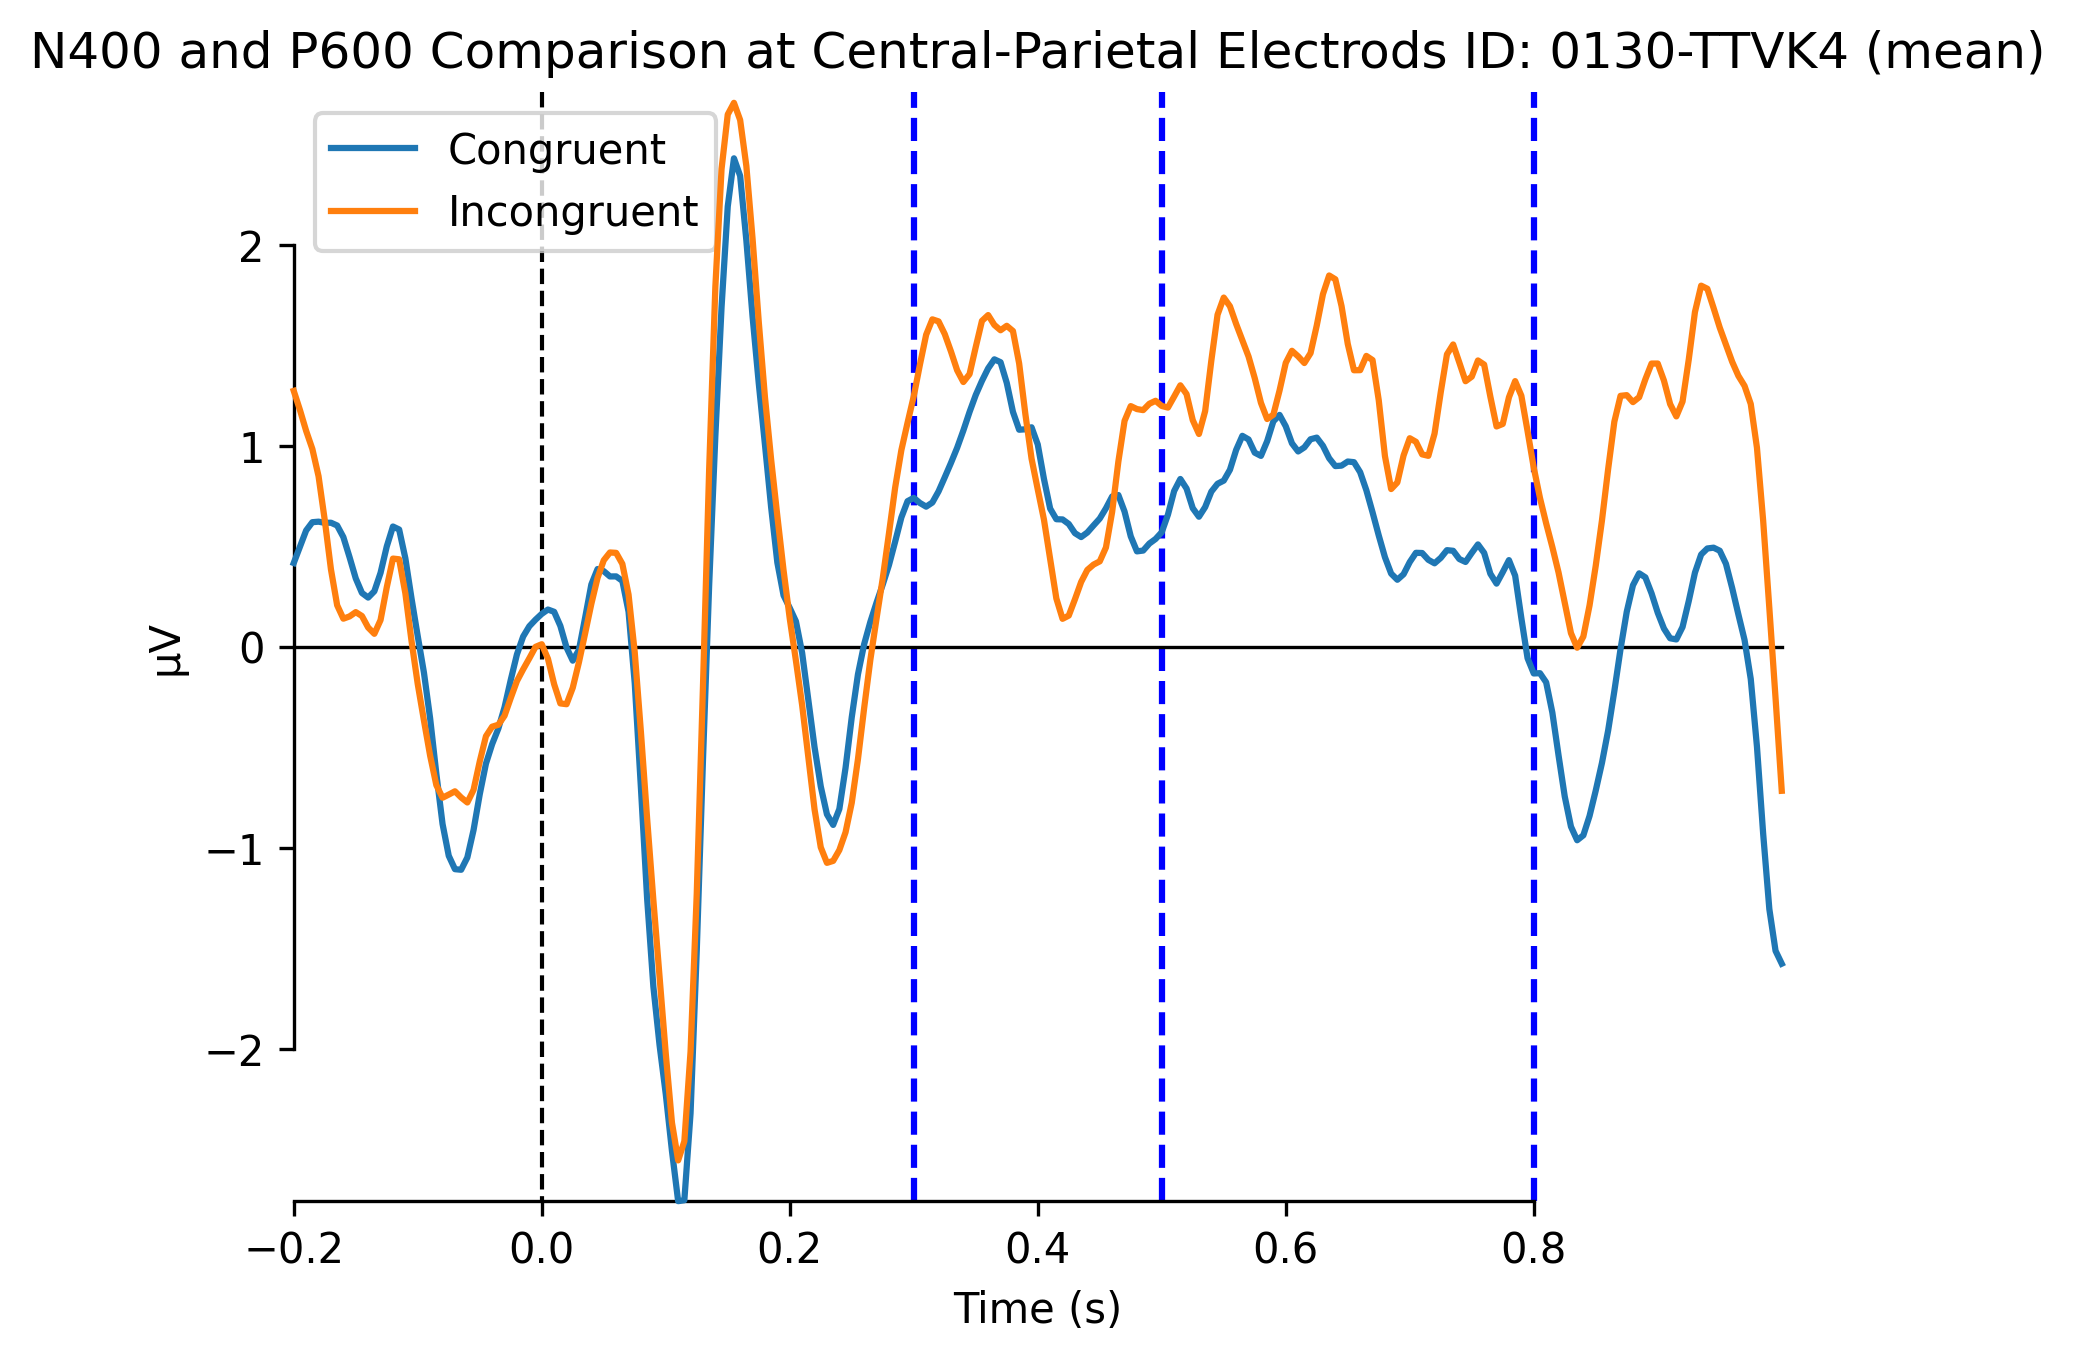 N400 and P600 Comparison at Central-Parietal Electrods ID: 0130-TTVK4 (mean)
Congruent
Incongruent
2
1
0
−1
−2
µV
−0.2 0.0 0.2 0.4 0.6 0.8
Time (s)